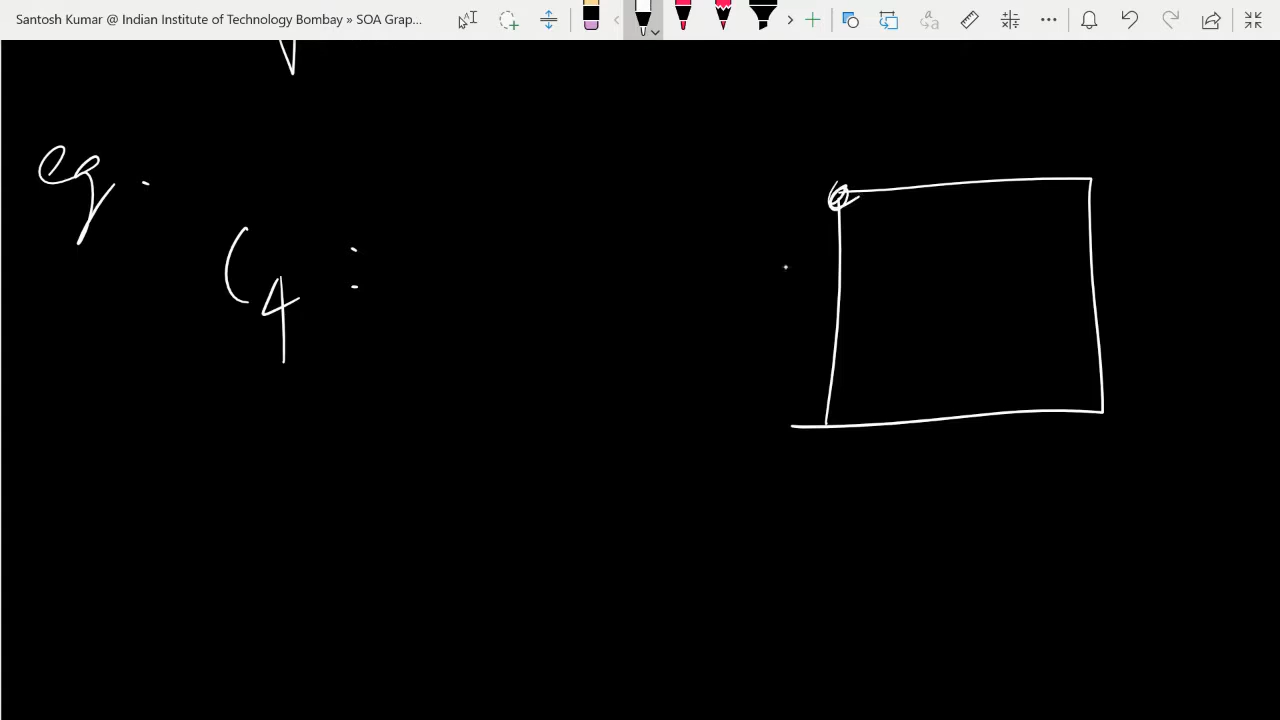 Santosh Kumar @ Indian Institute of Technology Bombay » SOA Grap...
eg.
C4 :